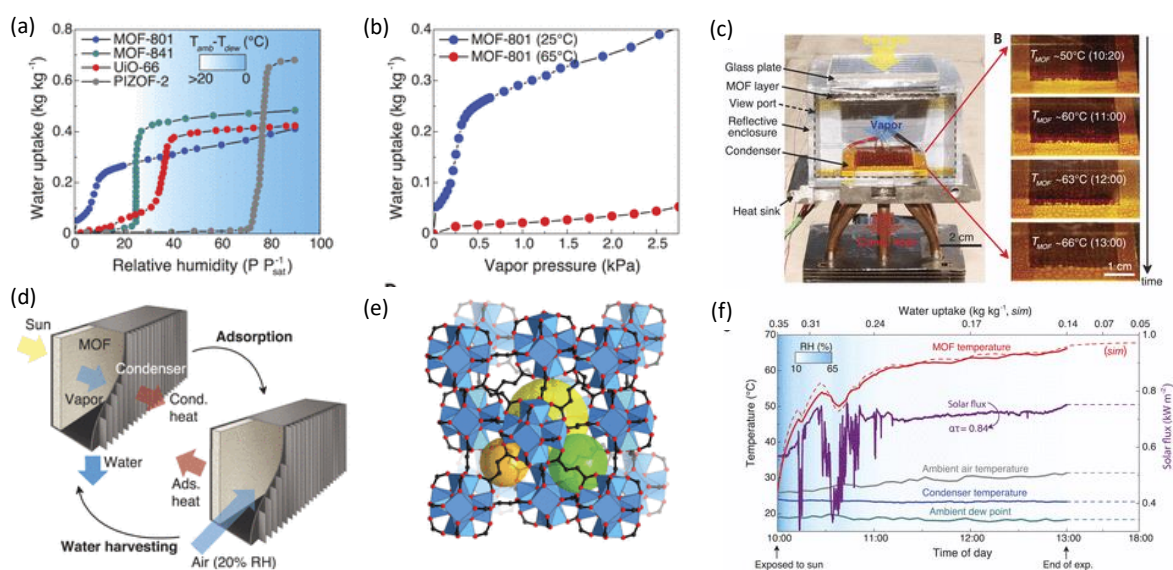 (a)
MOF-801
MOF-841
UiO-66
PIZOF-2
T_amb-T_dew (°C)
>20 0
0.8
0.6
0.4
0.2
0
Water uptake (kg kg⁻¹)
0 20 40 60 80 100
Relative humidity (P P_sat⁻¹)
(b)
MOF-801 (25°C)
MOF-801 (65°C)
0.4
0.3
0.2
0.1
0
Water uptake (kg kg⁻¹)
0.0 0.5 1.0 1.5 2.0 2.5
Vapor pressure (kPa)
(c)
Glass plate
MOF layer
View port
Reflective
enclosure
Condenser
Heat sink
Vapor
2 cm
B
T_MOF ~50°C (10:20)
T_MOF ~60°C (11:00)
T_MOF ~63°C (12:00)
T_MOF ~66°C (13:00)
1 cm
time
(d)
Sun
MOF
Vapor
Condenser
Cond.
heat
Water
Adsorption
Ads.
heat
Water harvesting
Air (20% RH)
(e)
(f)
Water uptake (kg kg⁻¹, sim)
0.35 0.31 0.24 0.17 0.14 0.07 0.05
RH (%)
10 65
MOF temperature
(sim)
Solar flux
ατ= 0.84
Ambient air temperature
Condenser temperature
Ambient dew point
70
60
50
40
30
20
Temperature (°C)
1.0
0.8
0.6
0.4
Solar flux (kW m⁻²)
10:00 11:00 12:00 13:00 18:00
Time of day
Exposed to sun
End of exp.